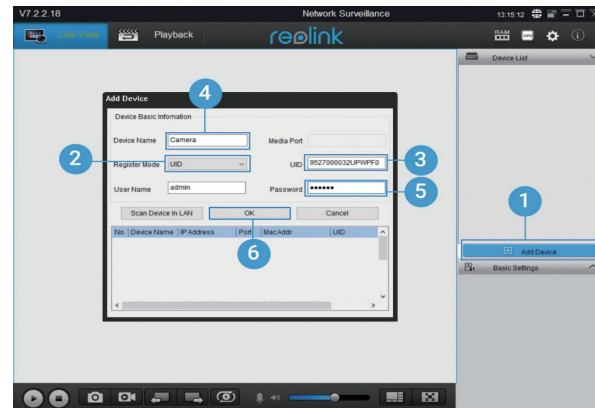 V7.2.2.18
Network Surveillance
13:15:12
Live View
Playback
reolink
RAM
CPU
Device List
Add Device
4
Device Basic Infomation
Device Name
Camera
Media Port
2
Register Mode
UID
UID
9527000032UPWPF0
3
User Name
admin
Password
••••••
5
Scan Device In LAN
OK
Cancel
No.
Device Name
IP Address
Port
MacAddr
UID
6
1
Add Device
Basic Settings